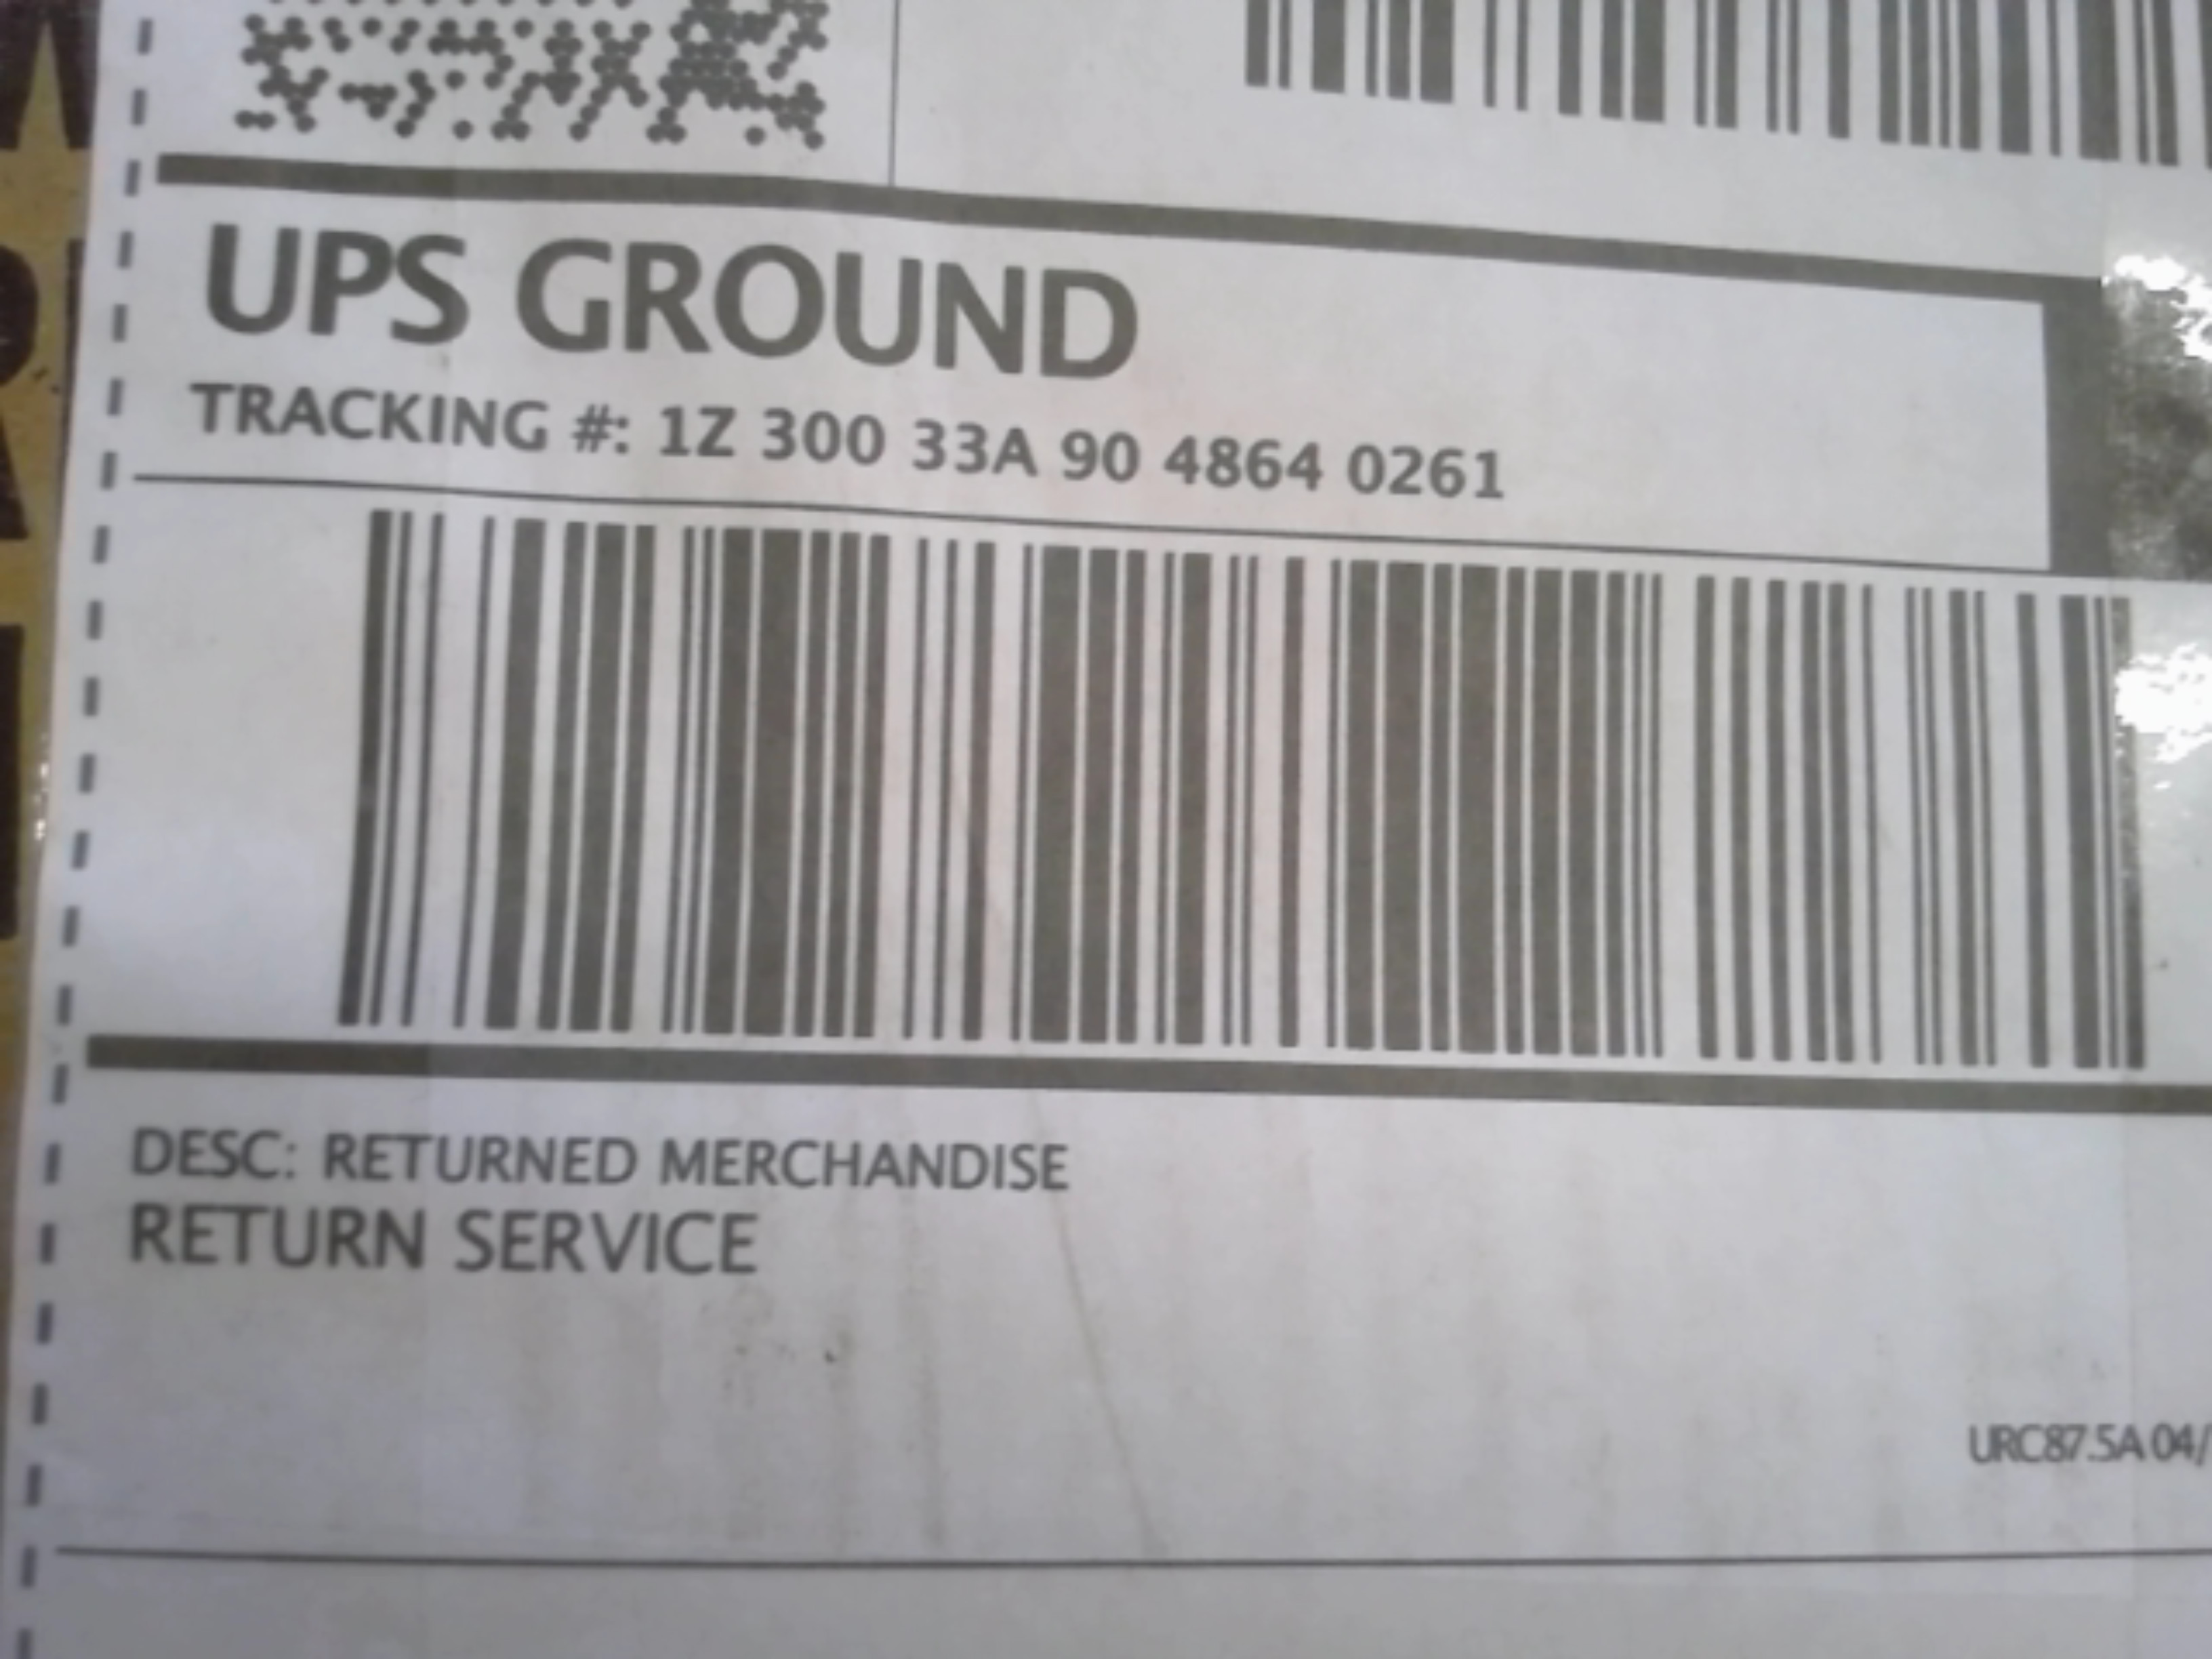 UPS GROUND
TRACKING #: 1Z 300 33A 90 4864 0261
DESC: RETURNED MERCHANDISE
RETURN SERVICE
URC87.5A 04/